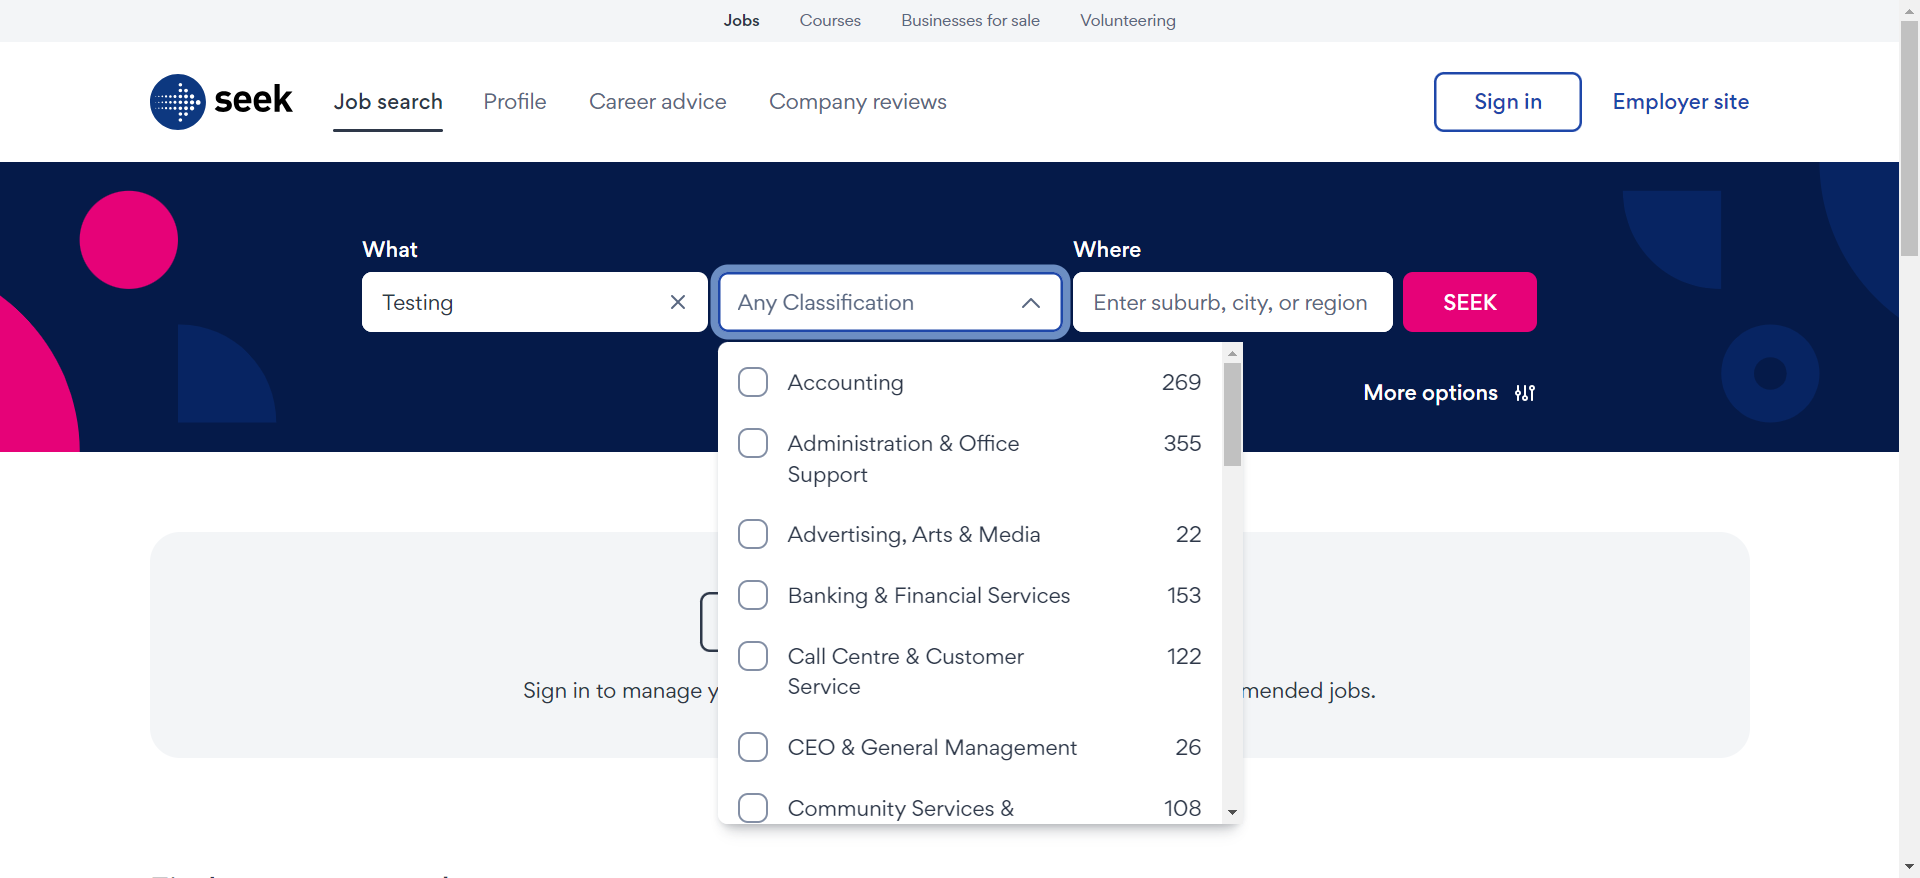 Jobs Courses Businesses for sale Volunteering
seek Job search Profile Career advice Company reviews Sign in Employer site
What Where
Testing Any Classification Enter suburb, city, or region SEEK
More options
Accounting 269
Administration & Office 355
Support
Advertising, Arts & Media 22
Banking & Financial Services 153
Call Centre & Customer 122
Service
Sign in to manage mended jobs.
CEO & General Management 26
Community Services & 108